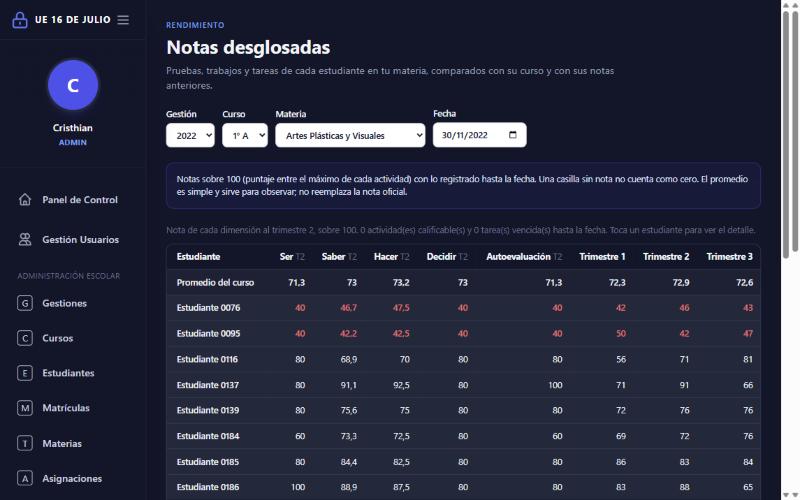 UE 16 DE JULIO
C
Cristhian
ADMIN
Panel de Control
Gestión Usuarios
ADMINISTRACIÓN ESCOLAR
G Gestiones
C Cursos
E Estudiantes
M Matrículas
T Materias
A Asignaciones
RENDIMIENTO
Notas desglosadas
Pruebas, trabajos y tareas de cada estudiante en tu materia, comparados con su curso y con sus notas
anteriores.
Gestión Curso Materia Fecha
2022 1º A Artes Plásticas y Visuales 30/11/2022
Notas sobre 100 (puntaje entre el máximo de cada actividad) con lo registrado hasta la fecha. Una casilla sin nota no cuenta como cero. El promedio
es simple y sirve para observar; no reemplaza la nota oficial.
Nota de cada dimensión al trimestre 2, sobre 100. 0 actividad(es) calificable(s) y 0 tarea(s) vencida(s) hasta la fecha. Toca un estudiante para ver el detalle.
Estudiante Ser T2 Saber T2 Hacer T2 Decidir T2 Autoevaluación T2 Trimestre 1 Trimestre 2 Trimestre 3
Promedio del curso 71,3 73 73,2 73 71,3 72,3 72,9 72,6
Estudiante 0076 40 46,7 47,5 40 40 42 46 43
Estudiante 0095 40 42,2 42,5 40 40 50 42 47
Estudiante 0116 80 68,9 70 80 80 56 71 81
Estudiante 0137 80 91,1 92,5 80 100 71 91 66
Estudiante 0139 80 75,6 75 80 80 72 76 76
Estudiante 0184 60 73,3 72,5 80 60 69 72 76
Estudiante 0185 80 84,4 82,5 80 80 86 83 84
Estudiante 0186 100 88,9 87,5 80 80 83 88 65